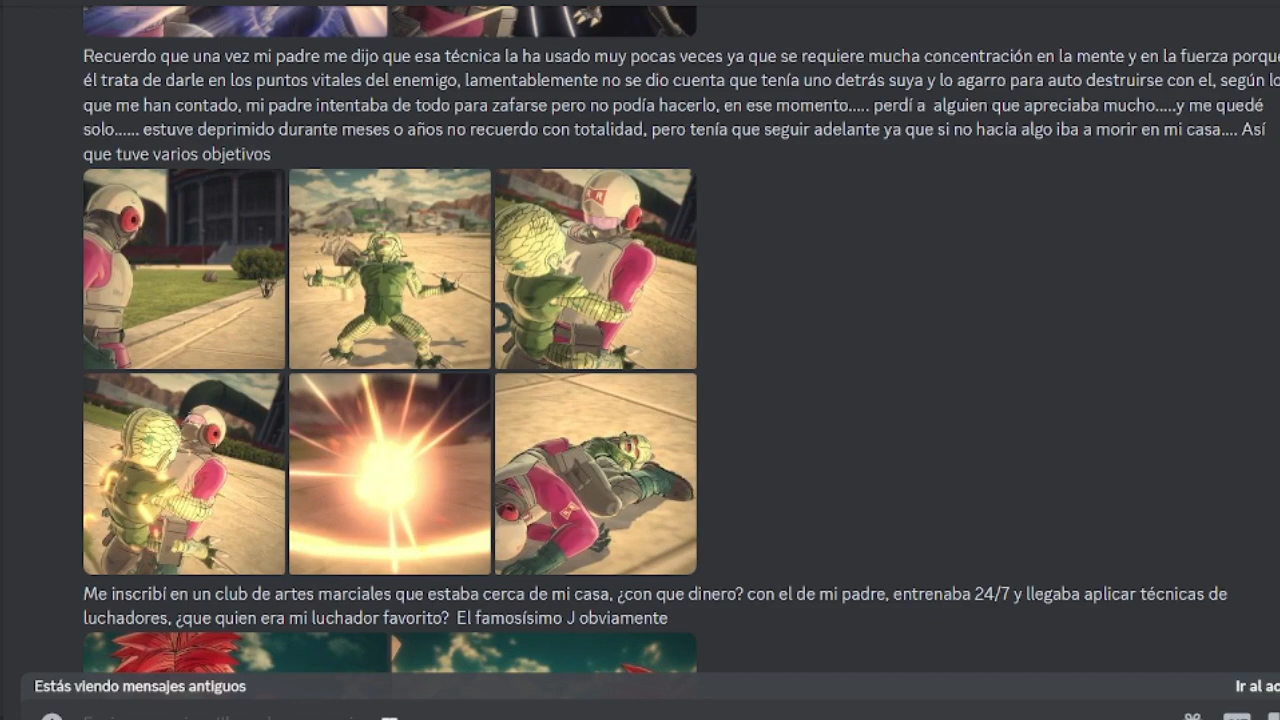 Recuerdo que una vez mi padre me dijo que esa técnica la ha usado muy pocas veces ya que se requiere mucha concentración en la mente y en la fuerza porque
él trata de darle en los puntos vitales del enemigo, lamentablemente no se dio cuenta que tenía uno detrás suya y lo agarro para auto destruirse con el, según lo
que me han contado, mi padre intentaba de todo para zafarse pero no podía hacerlo, en ese momento..... perdí a alguien que apreciaba mucho.....y me quedé
solo...... estuve deprimido durante meses o años no recuerdo con totalidad, pero tenía que seguir adelante ya que si no hacía algo iba a morir en mi casa.... Así
que tuve varios objetivos
Me inscribí en un club de artes marciales que estaba cerca de mi casa, ¿con que dinero? con el de mi padre, entrenaba 24/7 y llegaba aplicar técnicas de
luchadores, ¿que quien era mi luchador favorito? El famosísimo J obviamente
Estás viendo mensajes antiguos
Ir al ac